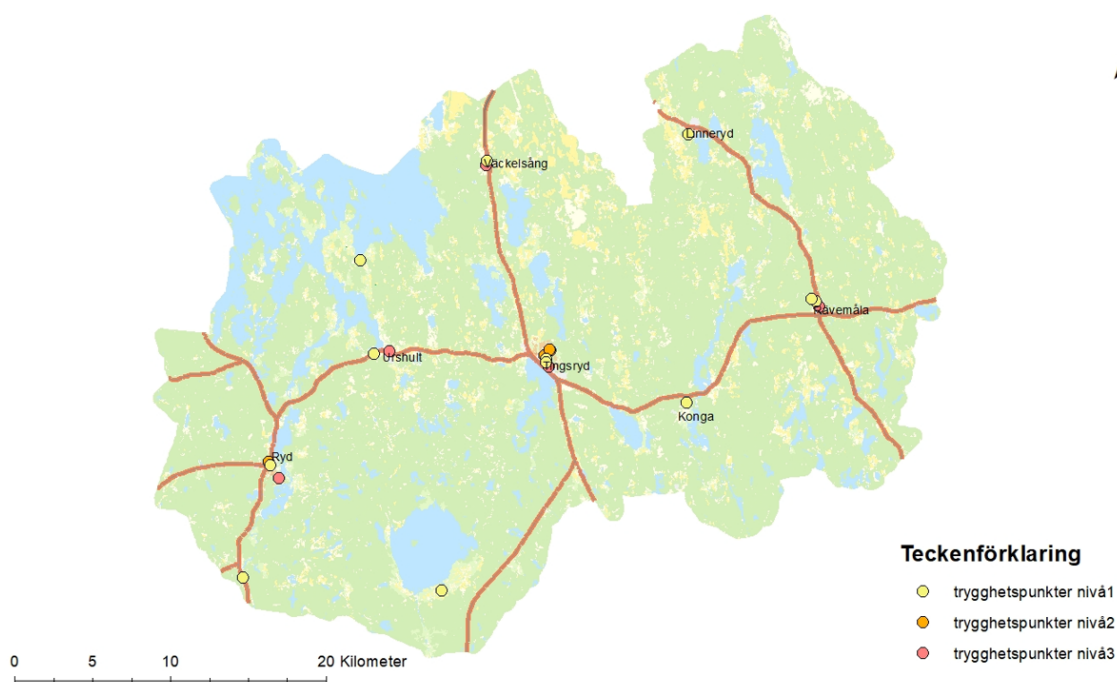 Linneryd
Väckelsång
Rävemåla
Urshult
Tingsryd
Konga
Ryd
Teckenförklaring
trygghetspunkter nivå1
trygghetspunkter nivå2
trygghetspunkter nivå3
0 5 10 20 Kilometer